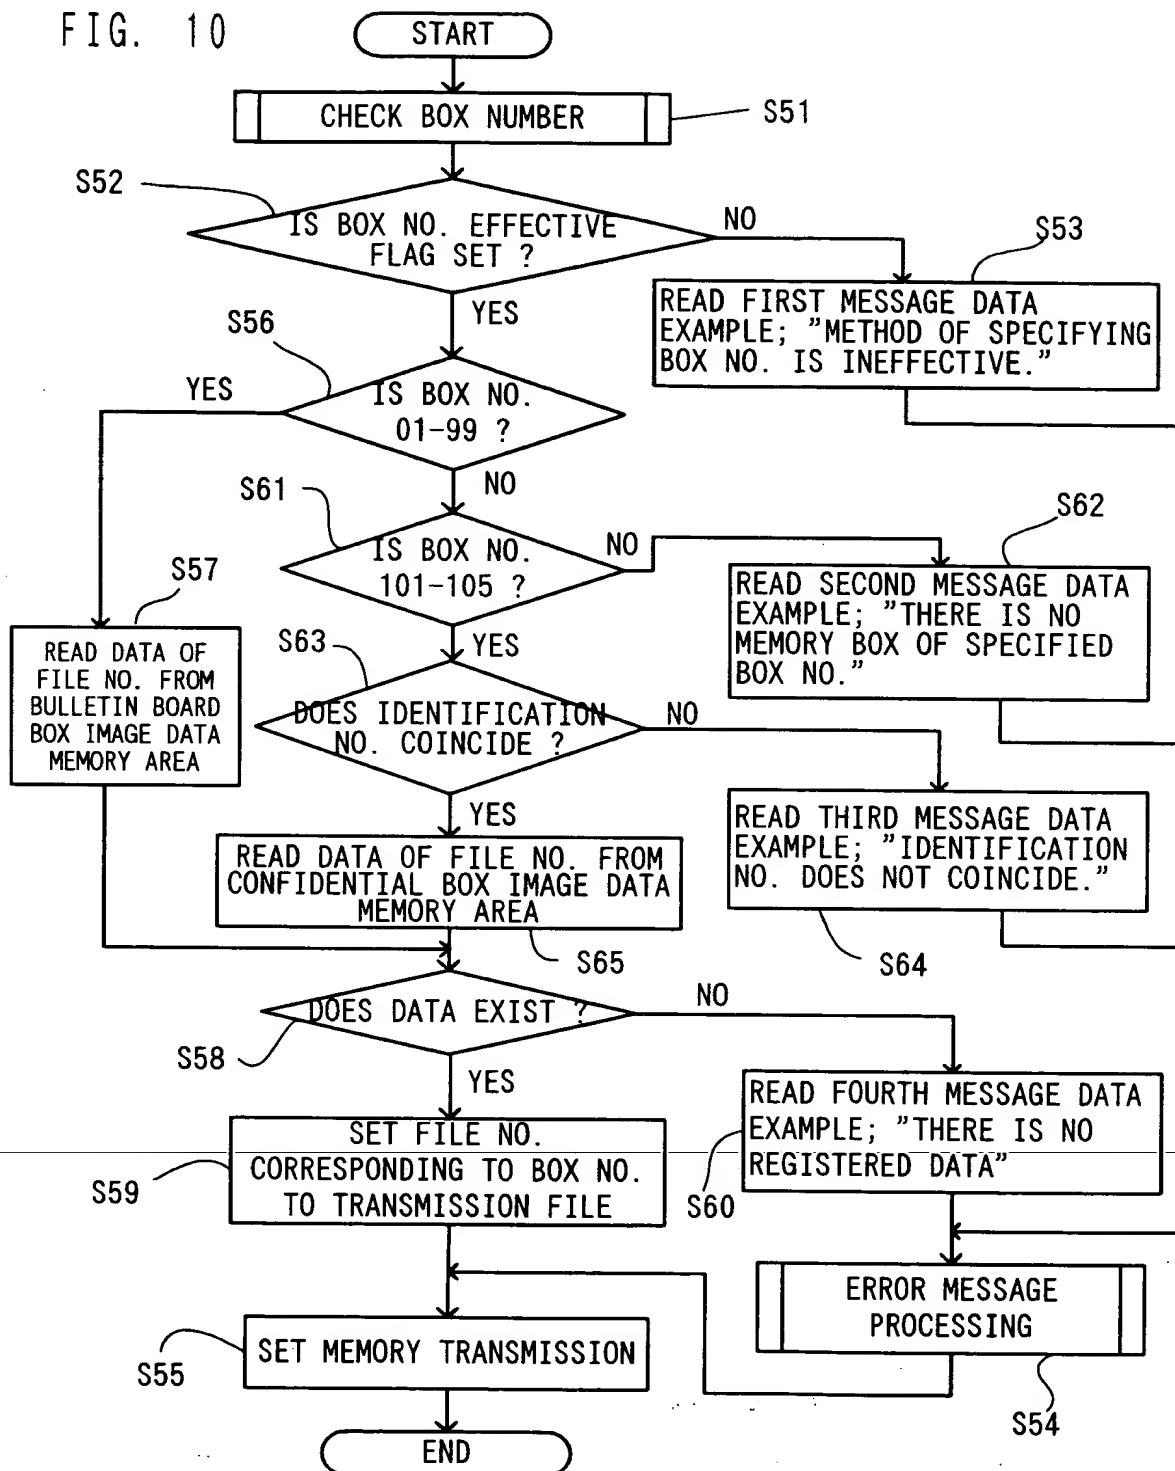 FIG. 10
START
CHECK BOX NUMBER
S51
S52
IS BOX NO. EFFECTIVE
FLAG SET ?
NO
S53
READ FIRST MESSAGE DATA
EXAMPLE; "METHOD OF SPECIFYING
BOX NO. IS INEFFECTIVE."
YES
S56
YES
IS BOX NO.
01-99 ?
NO
S61
IS BOX NO.
101-105 ?
NO
S62
READ SECOND MESSAGE DATA
EXAMPLE; "THERE IS NO
MEMORY BOX OF SPECIFIED
BOX NO."
S57
READ DATA OF
FILE NO. FROM
BULLETIN BOARD
BOX IMAGE DATA
MEMORY AREA
YES
S63
DOES IDENTIFICATION
NO. COINCIDE ?
NO
READ THIRD MESSAGE DATA
EXAMPLE; "IDENTIFICATION
NO. DOES NOT COINCIDE."
S64
YES
READ DATA OF FILE NO. FROM
CONFIDENTIAL BOX IMAGE DATA
MEMORY AREA
S65
DOES DATA EXIST ?
NO
S58
YES
READ FOURTH MESSAGE DATA
EXAMPLE; "THERE IS NO
REGISTERED DATA"
S60
SET FILE NO.
CORRESPONDING TO BOX NO.
TO TRANSMISSION FILE
S59
ERROR MESSAGE
PROCESSING
S54
SET MEMORY TRANSMISSION
S55
END